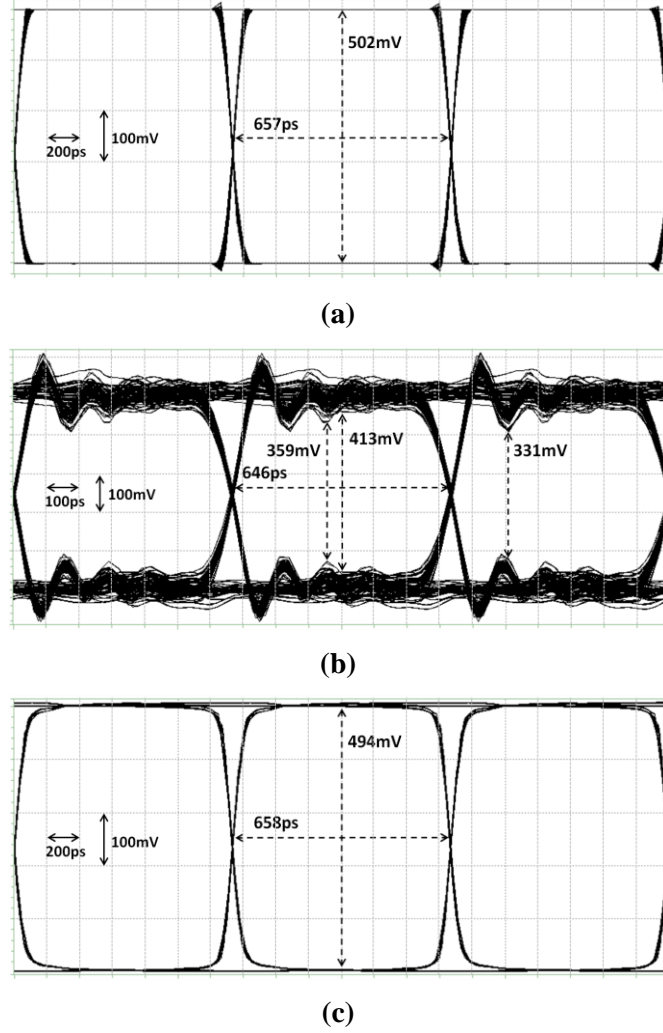 502mV
657ps
100mV
200ps
(a)
359mV
413mV
331mV
646ps
100ps
100mV
(b)
494mV
658ps
100mV
200ps
(c)